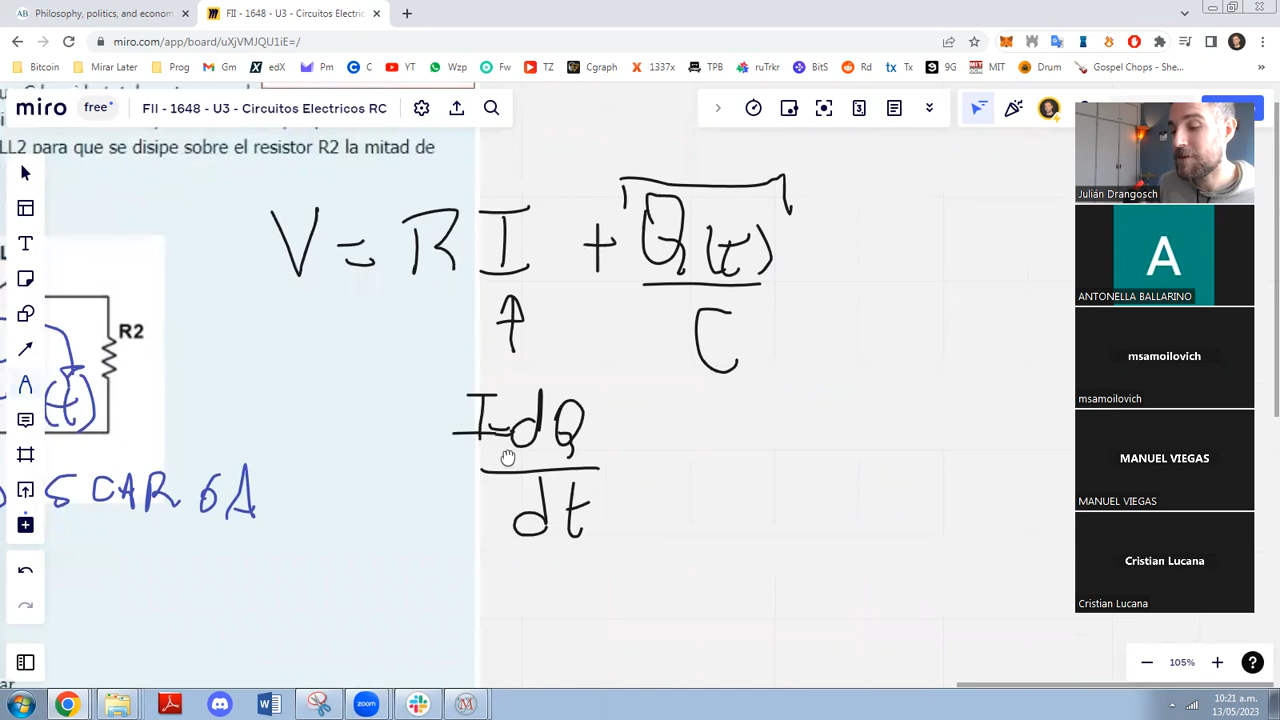 Philosophy, politics, and econom
FII - 1648 - U3 - Circuitos Electric
miro.com/app/board/uXjVMJQU1iE=/
Bitcoin Mirar Later Prog Gm edX Pm C YT Wzp Fw TZ Cgraph 1337x TPB ruTrkr BitS Rd Tx 9G MIT Drum Gospel Chops - She...
miro free FII - 1648 - U3 - Circuitos Electricos RC
LL2 para que se disipe sobre el resistor R2 la mitad de
Julián Drangosch
V = R I + Q(t)
C
A
ANTONELLA BALLARINO
R2
(t)
msamoilovich
msamoilovich
I = dQ
dt
MANUEL VIEGAS
MANUEL VIEGAS
Cristian Lucana
Cristian Lucana
105%
10:21 a.m.
13/05/2023